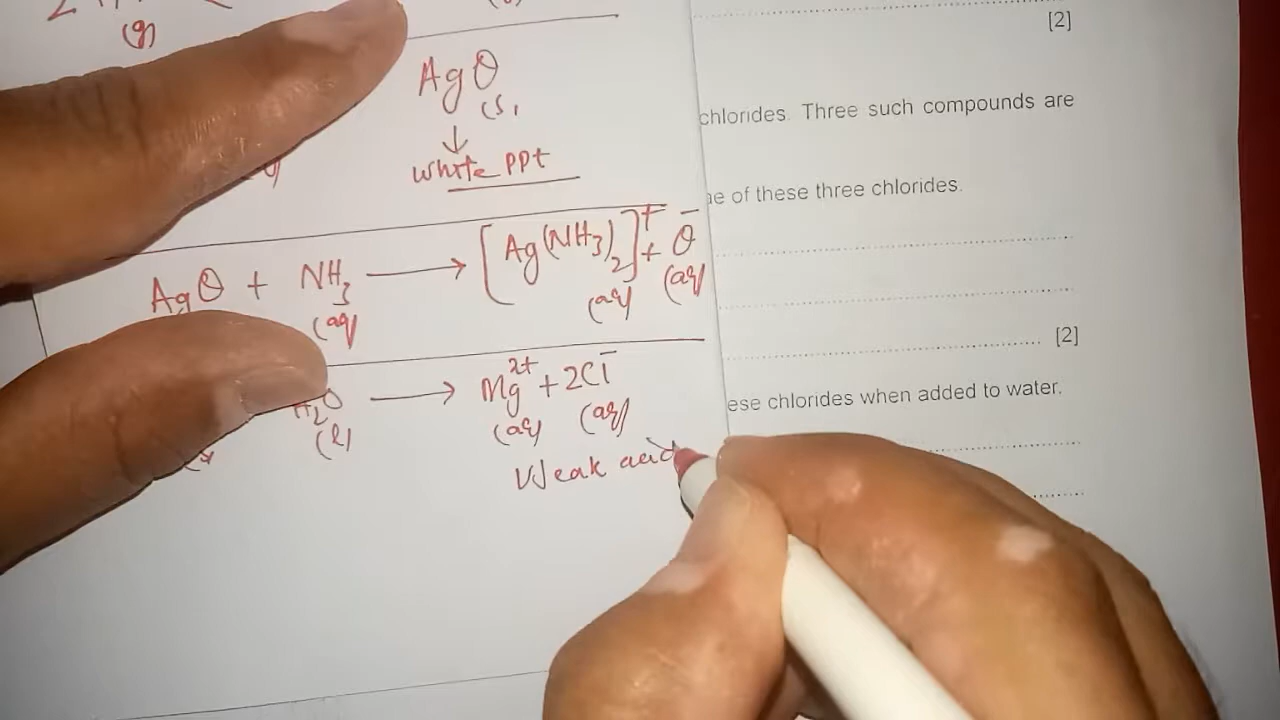 (g)
[2]
AgCl
(s)
↓
chlorides. Three such compounds are
White ppt
of these three chlorides.
AgCl + NH3 ⟶ [Ag(NH3)2]+ + Cl-
(aq) (aq) (aq)
[2]
H2O ⟶ Mg2+ + 2Cl-
(l) (aq) (aq)
chlorides when added to water.
Weak acid